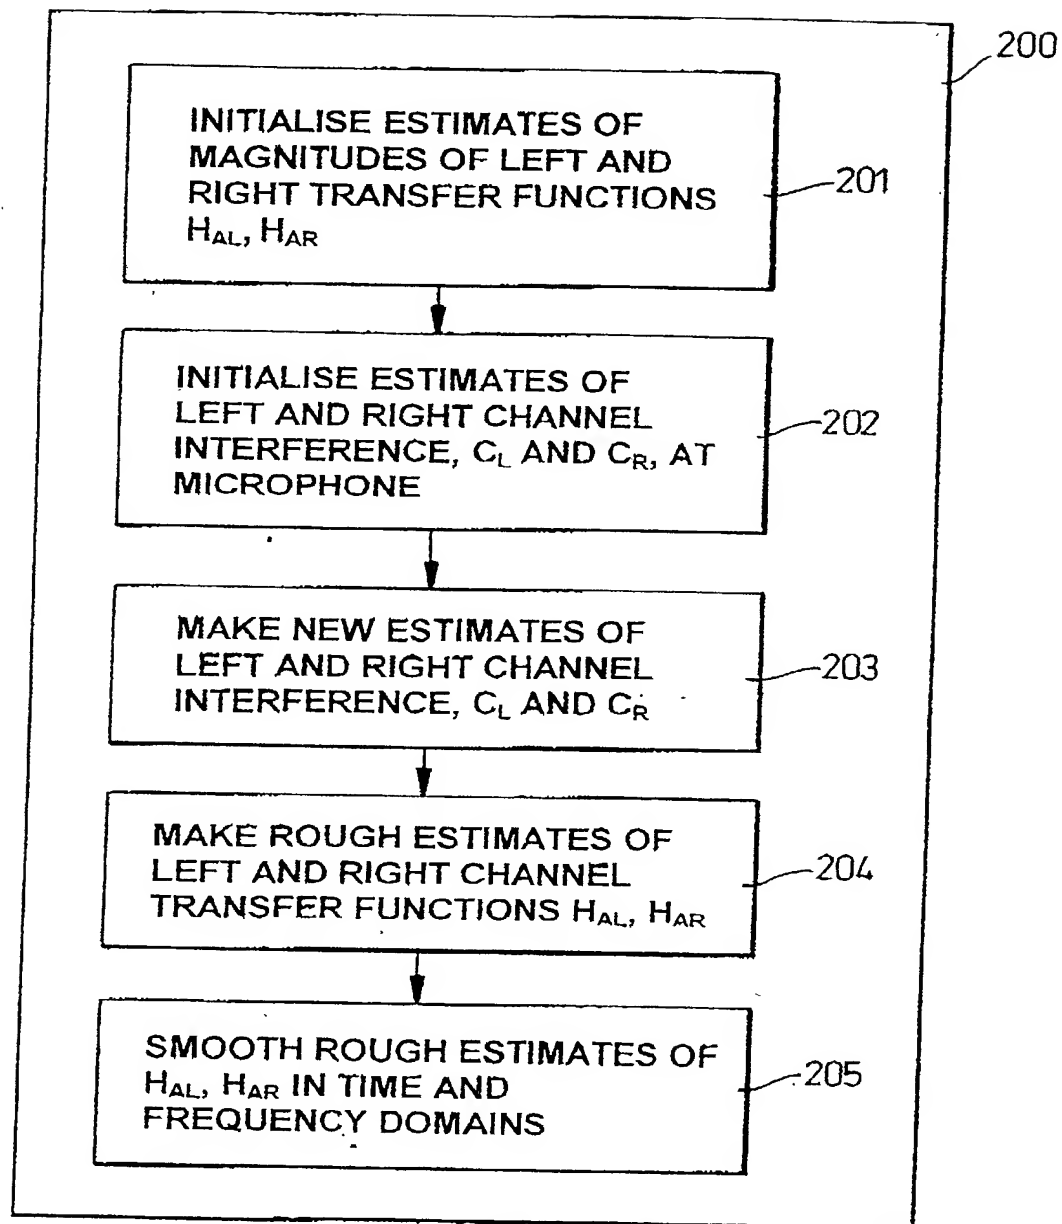 200
INITIALISE ESTIMATES OF
MAGNITUDES OF LEFT AND
RIGHT TRANSFER FUNCTIONS
HAL, HAR
201
INITIALISE ESTIMATES OF
LEFT AND RIGHT CHANNEL
INTERFERENCE, CL AND CR, AT
MICROPHONE
202
MAKE NEW ESTIMATES OF
LEFT AND RIGHT CHANNEL
INTERFERENCE, CL AND CR
203
MAKE ROUGH ESTIMATES OF
LEFT AND RIGHT CHANNEL
TRANSFER FUNCTIONS HAL, HAR
204
SMOOTH ROUGH ESTIMATES OF
HAL, HAR IN TIME AND
FREQUENCY DOMAINS
205